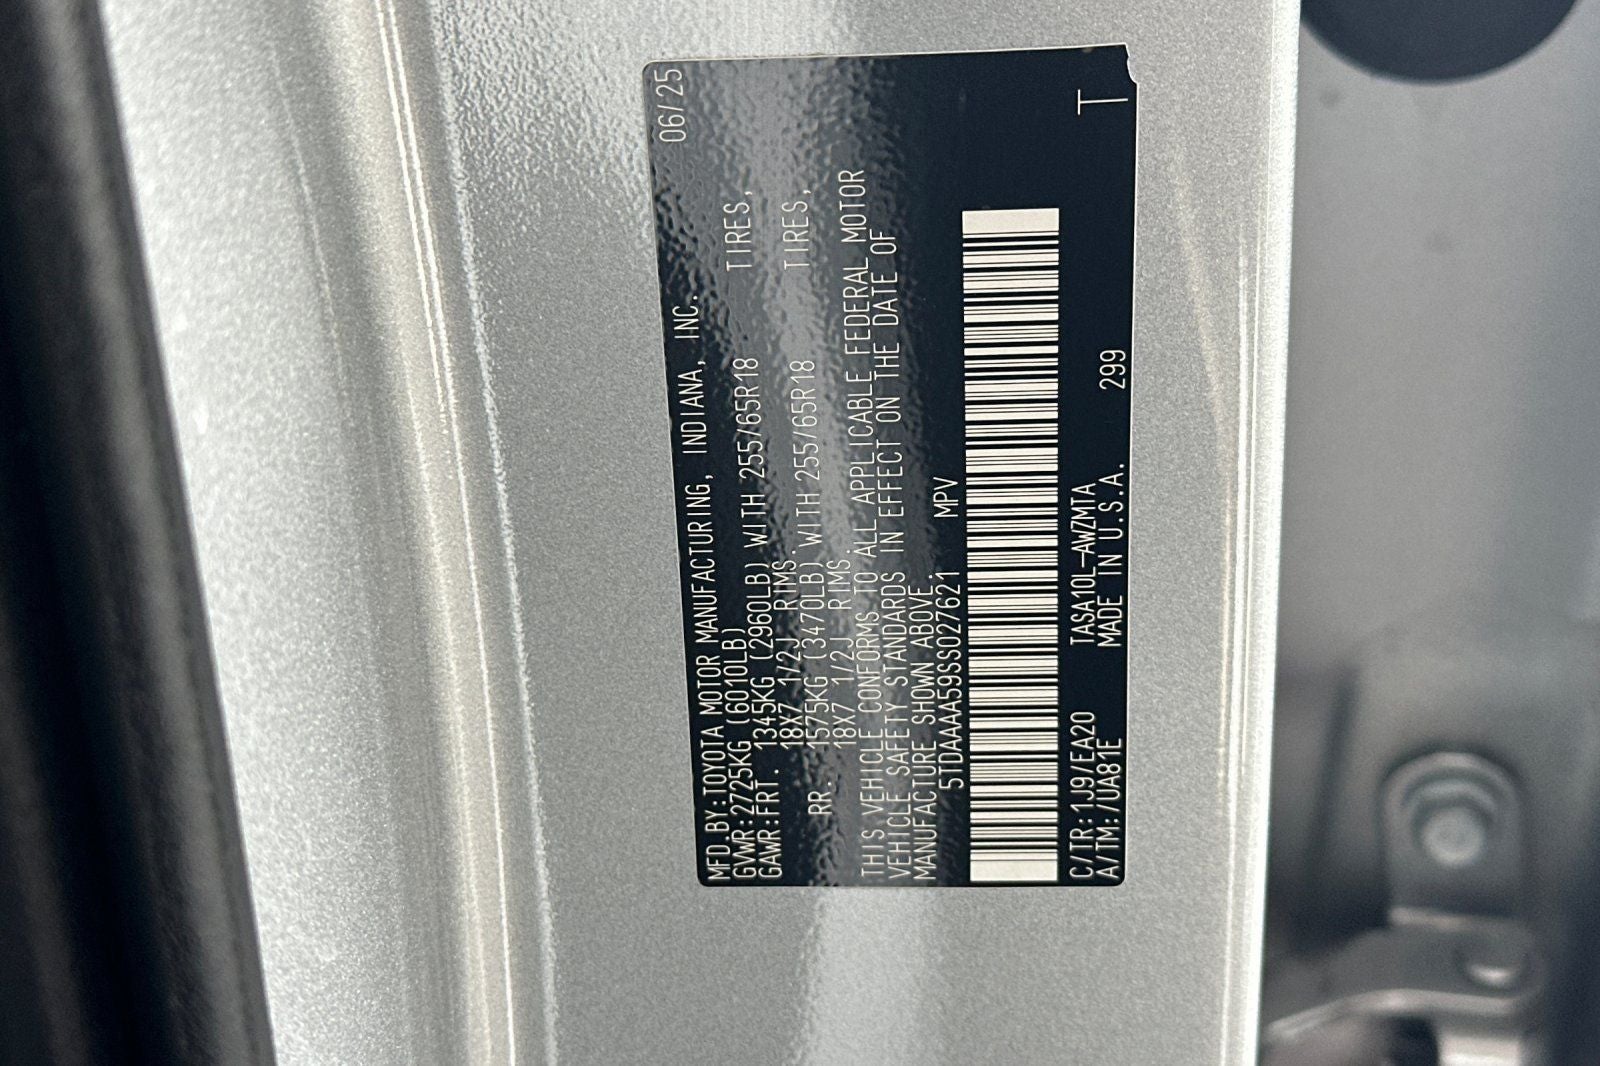 MFD.BY:TOYOTA MOTOR MANUFACTURING, INDIANA, INC. 06/25
GVWR:2725KG (6010LB)
GAWR:FRT. 1345KG (2960LB) WITH 255/65R18 TIRES,
18X7 1/2J RIMS.
RR. 1575KG (3470LB) WITH 255/65R18 TIRES,
18X7 1/2J RIMS.
THIS VEHICLE CONFORMS TO ALL APPLICABLE FEDERAL MOTOR
VEHICLE SAFETY STANDARDS IN EFFECT ON THE DATE OF
MANUFACTURE SHOWN ABOVE.
5TDAAAA59SS027621 MPV
C/TR:1J9/EA20 TASA10L-AWZMTA
A/TM:/UA81E MADE IN U.S.A. 299 T